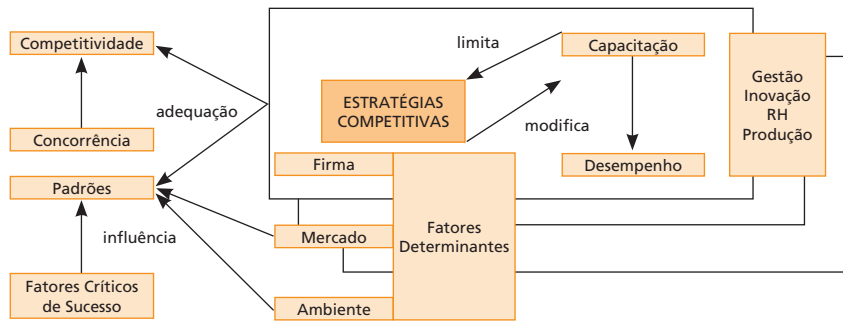 Competitividade
Concorrência
Padrões
Fatores Críticos
de Sucesso
adequação
influência
limita
ESTRATÉGIAS
COMPETITIVAS
modifica
Capacitação
Desempenho
Gestão
Inovação
RH
Produção
Firma
Mercado
Ambiente
Fatores
Determinantes